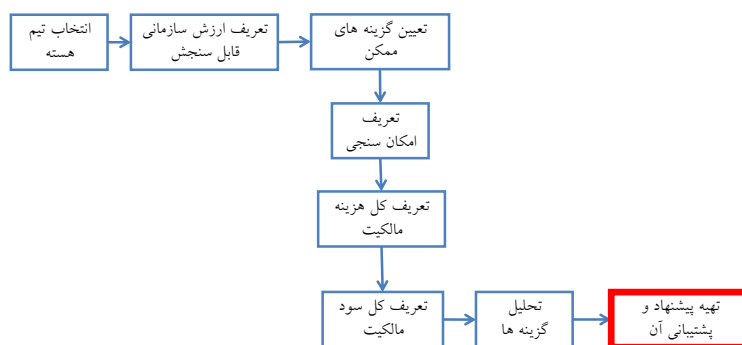 انتخاب تیم
هسته
تعریف ارزش سازمانی
قابل سنجش
تعیین گزینه های
ممکن
تعریف
امکان سنجی
تعریف کل هزینه
مالکیت
تعریف کل سود
مالکیت
تحلیل
گزینه ها
تهیه پیشنهاد و
پشتیبانی آن